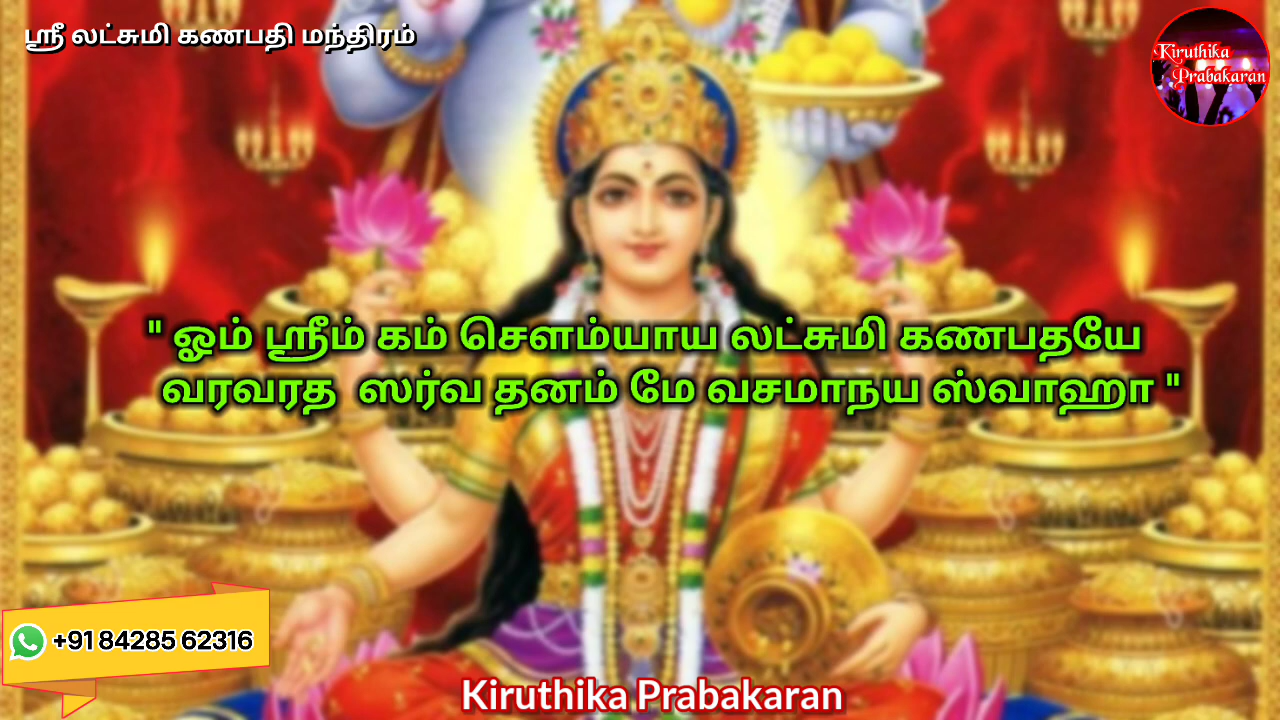 ஸ்ரீ லட்சுமி கணபதி மந்திரம்
Kiruthika
Prabakaran
" ஓம் ஸ்ரீம் கம் சௌம்யாய லட்சுமி கணபதயே
வரவரத ஸர்வ தனம் மே வசமாநய ஸ்வாஹா "
+91 84285 62316
Kiruthika Prabakaran